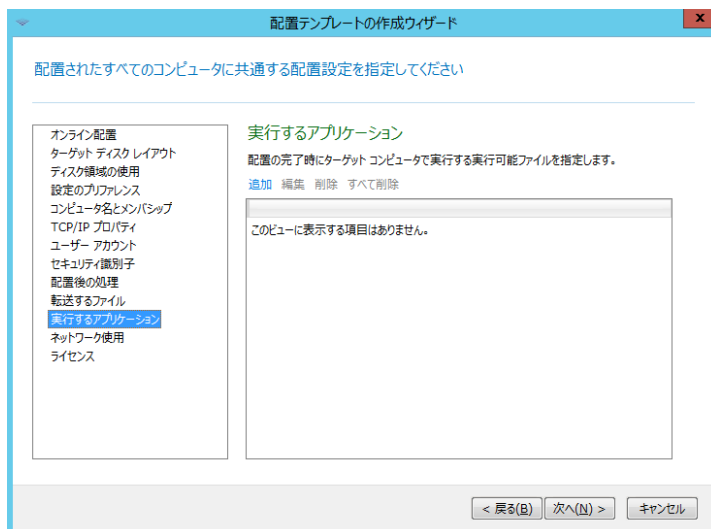 配置テンプレートの作成ウィザード
x
配置されたすべてのコンピュータに共通する配置設定を指定してください
オンライン配置
ターゲット ディスク レイアウト
ディスク領域の使用
設定のプリファレンス
コンピュータ名とメンバシップ
TCP/IP プロパティ
ユーザー アカウント
セキュリティ識別子
配置後の処理
転送するファイル
実行するアプリケーション
ネットワーク使用
ライセンス
実行するアプリケーション
配置の完了時にターゲット コンピュータで実行する実行可能ファイルを指定します。
追加 編集 削除 すべて削除
このビューに表示する項目はありません。
< 戻る(B) 次へ(N) > キャンセル